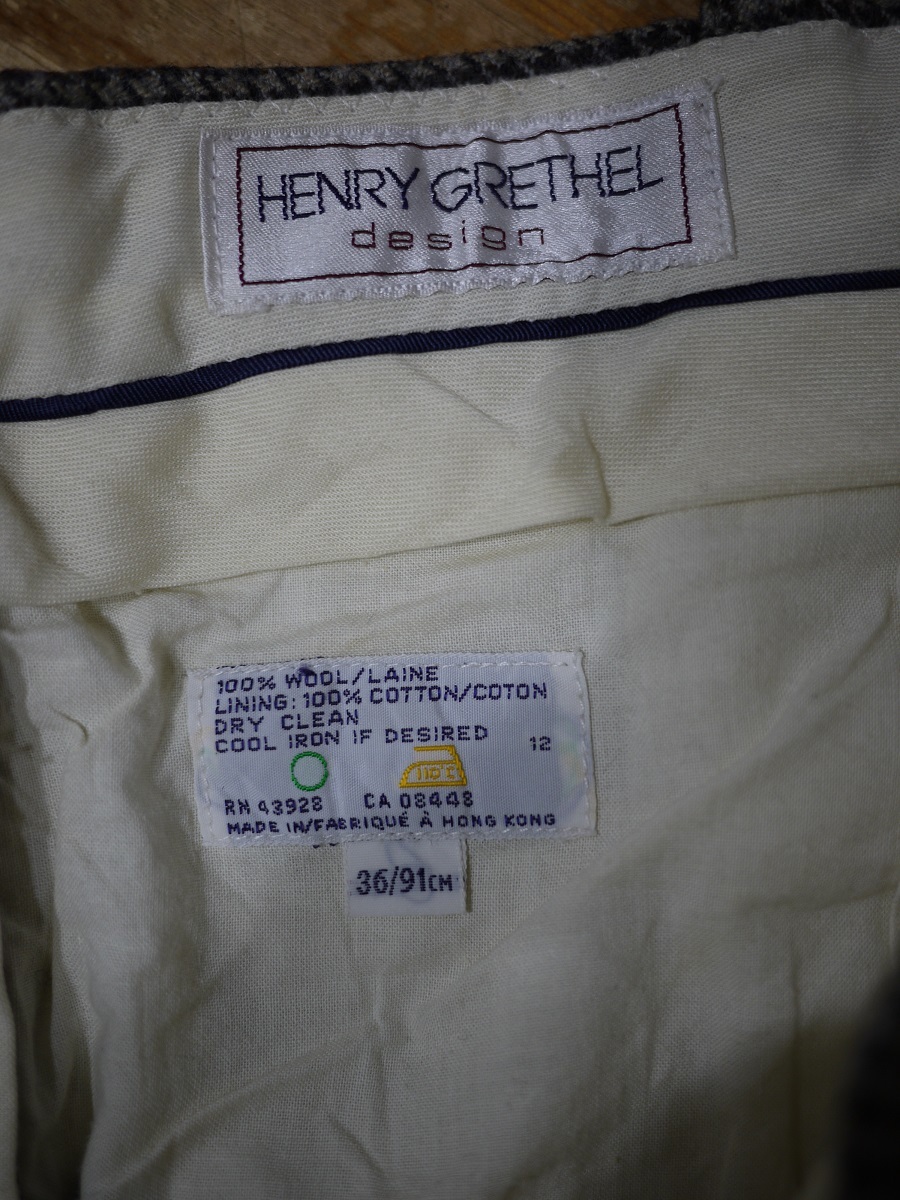 HENRY GRETHEL
design
100% WOOL/LAINE
LINING: 100% COTTON/COTON
DRY CLEAN
COOL IRON IF DESIRED 12
110°C
RN 43928 CA 08448
MADE IN/FABRIQUÉ À HONG KONG
36/91CM